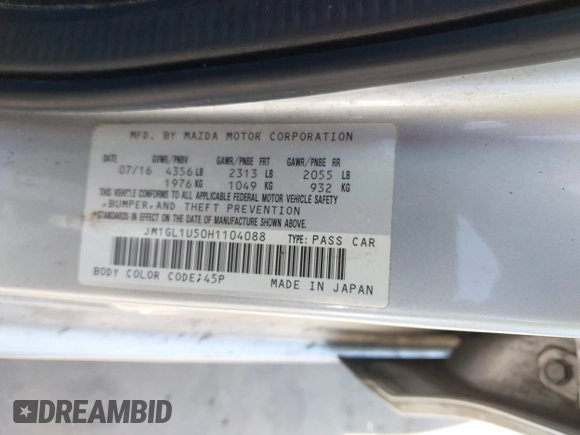 MFD. BY MAZDA MOTOR CORPORATION
GVWR/PNBV GAWR/PNBE FRT GAWR/PNBE RR
07/16 4356 LB 2313 LB 2055 LB
1976 KG 1049 KG 932 KG
THIS VEHICLE CONFORMS TO ALL APPLICABLE FEDERAL MOTOR VEHICLE SAFETY
,BUMPER,AND THEFT PREVENTION
STANDARDS IN EFFECT ON THE DATE OF MANUFACTURE SHOWN ABOVE.
JM1GL1U50H1104088 TYPE: PASS CAR
BODY COLOR CODE;45P MADE IN JAPAN
DREAMBID